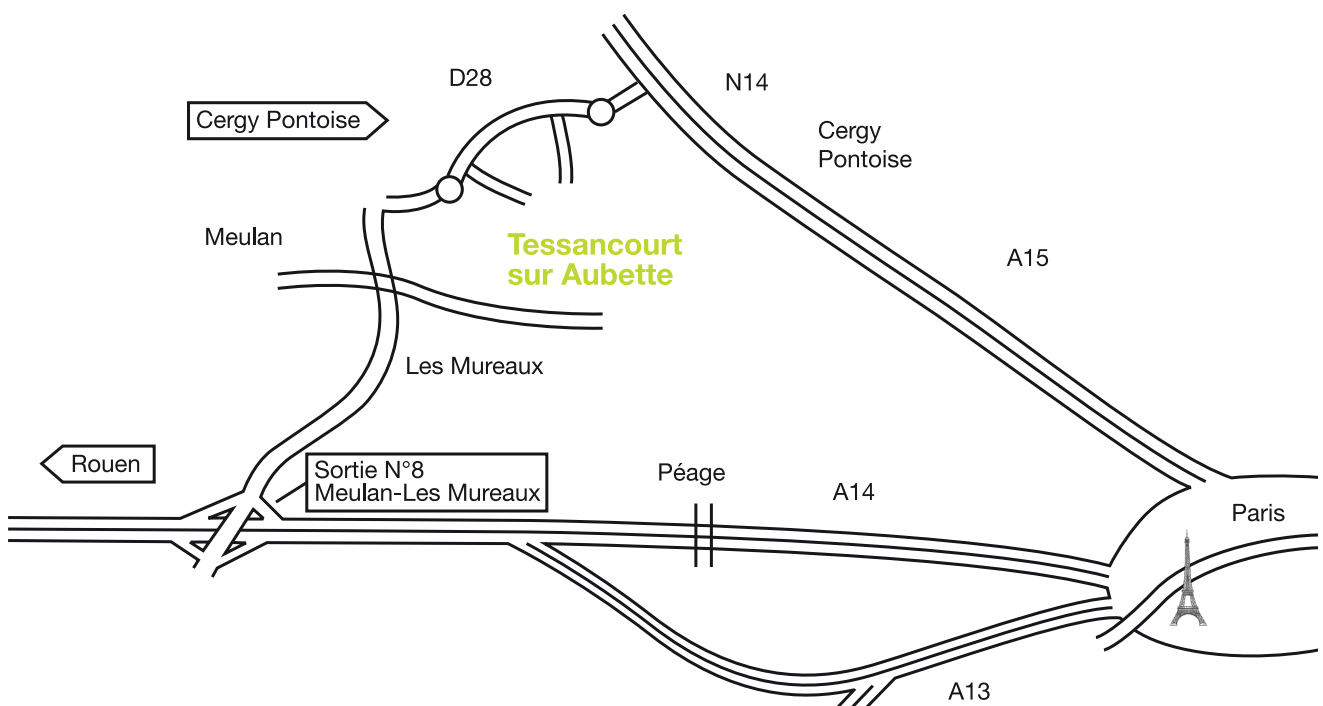 D28
N14
Cergy Pontoise
Cergy
Pontoise
Meulan
Tessancourt
sur Aubette
A15
Les Mureaux
Rouen
Sortie N°8
Meulan-Les Mureaux
Péage
A14
Paris
A13